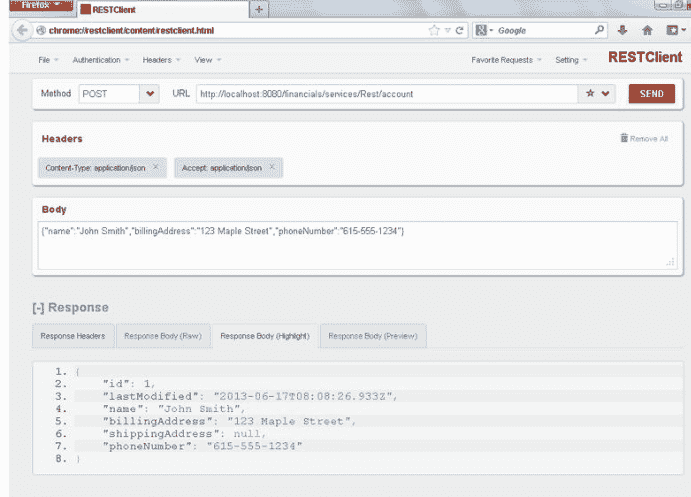 Firefox
RESTClient
+
chrome://restclient/content/restclient.html
Google
File Authentication Headers View Favorite Requests Setting RESTClient
Method POST URL http://localhost:8080/financials/services/Rest/account SEND
Headers Remove All
Content-Type: application/json × Accept: application/json ×
Body
{"name":"John Smith","billingAddress":"123 Maple Street","phoneNumber":"615-555-1234"}
[-] Response
Response Headers Response Body (Raw) Response Body (Highlight) Response Body (Preview)
1. {
2. "id": 1,
3. "lastModified": "2013-06-17T08:08:26.933Z",
4. "name": "John Smith",
5. "billingAddress": "123 Maple Street",
6. "shippingAddress": null,
7. "phoneNumber": "615-555-1234"
8. }